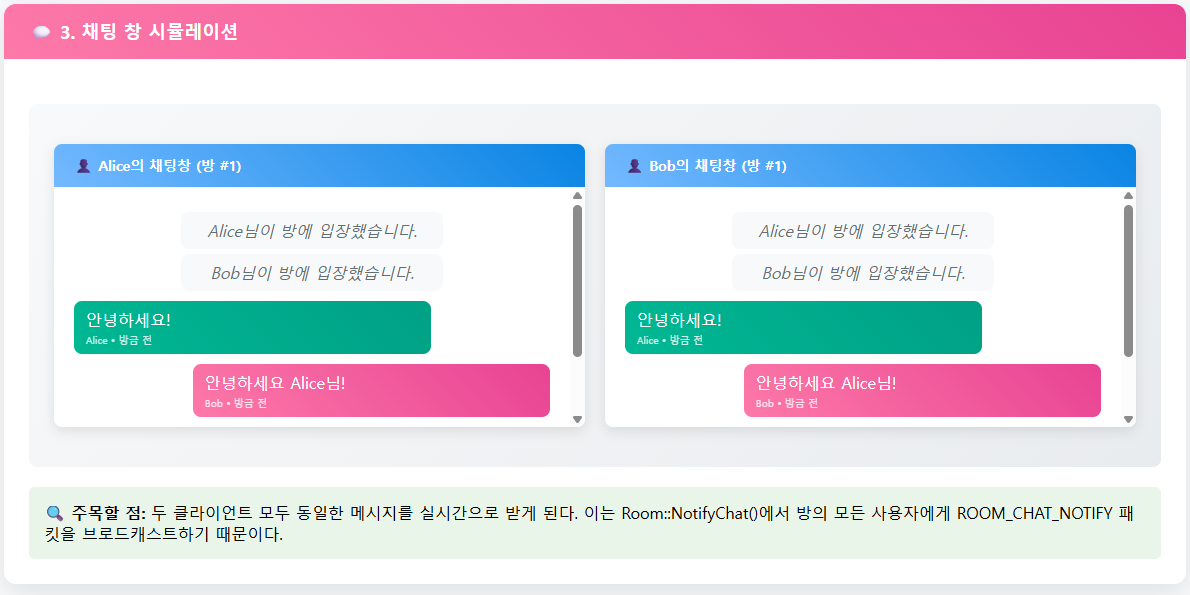 3. 채팅 창 시뮬레이션
Alice의 채팅창 (방 #1)
Alice님이 방에 입장했습니다.
Bob님이 방에 입장했습니다.
안녕하세요!
Alice • 방금 전
안녕하세요 Alice님!
Bob • 방금 전
Bob의 채팅창 (방 #1)
Alice님이 방에 입장했습니다.
Bob님이 방에 입장했습니다.
안녕하세요!
Alice • 방금 전
안녕하세요 Alice님!
Bob • 방금 전
주목할 점: 두 클라이언트 모두 동일한 메시지를 실시간으로 받게 된다. 이는 Room::NotifyChat()에서 방의 모든 사용자에게 ROOM_CHAT_NOTIFY 패
킷을 브로드캐스트하기 때문이다.